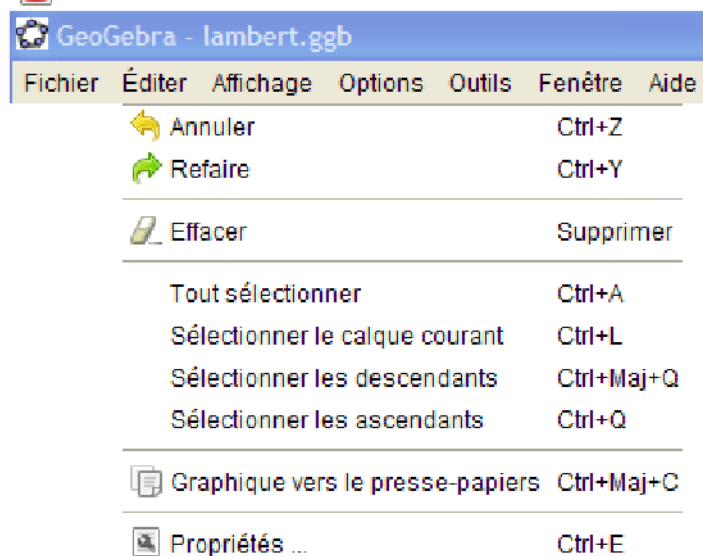 GeoGebra - lambert.ggb
Fichier Éditer Affichage Options Outils Fenêtre Aide
Annuler Ctrl+Z
Refaire Ctrl+Y
Effacer Supprimer
Tout sélectionner Ctrl+A
Sélectionner le calque courant Ctrl+L
Sélectionner les descendants Ctrl+Maj+Q
Sélectionner les ascendants Ctrl+Q
Graphique vers le presse-papiers Ctrl+Maj+C
Propriétés ... Ctrl+E